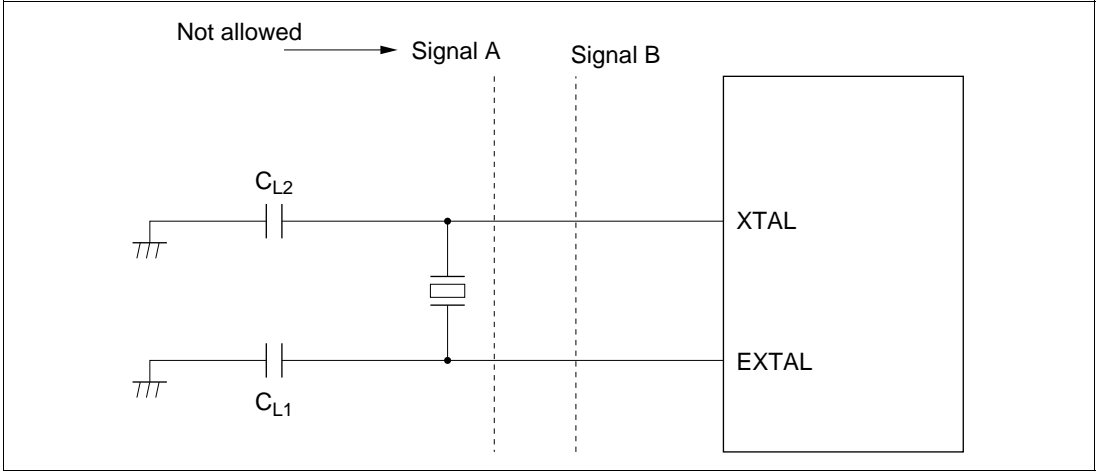 Not allowed
Signal A
Signal B
CL2
XTAL
EXTAL
CL1